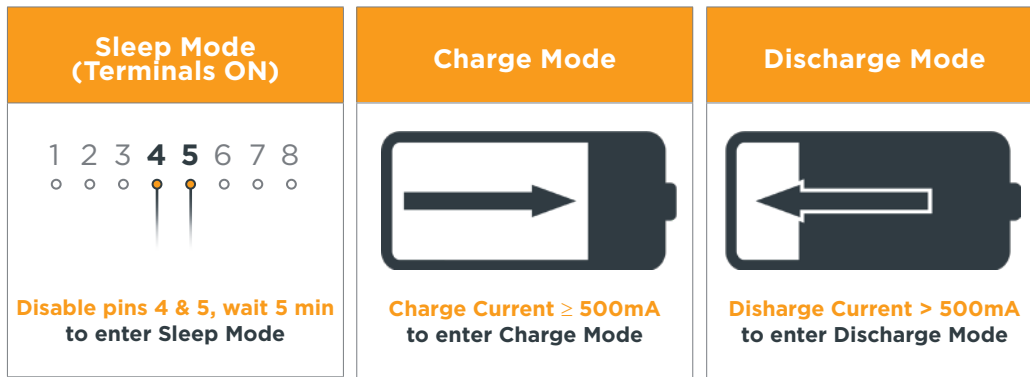 Sleep Mode
(Terminals ON)
1 2 3 4 5 6 7 8
Disable pins 4 & 5, wait 5 min
to enter Sleep Mode
Charge Mode
Charge Current ≥ 500mA
to enter Charge Mode
Discharge Mode
Disharge Current > 500mA
to enter Discharge Mode